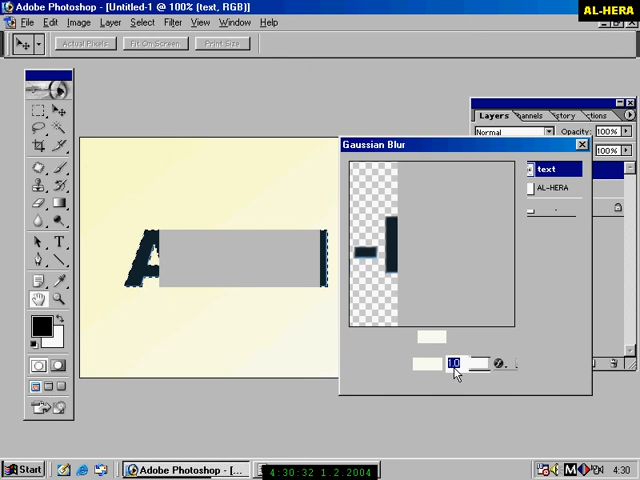 Adobe Photoshop - [Untitled-1 @ 100% (text, RGB)]
AL-HERA
File Edit Image Layer Select Filter View Window Help
Actual Pixels Fit On Screen Print Size
Layers
Normal Opacity: 100%
100%
Gaussian Blur
text
AL-HERA
A
T
1.0
Start Adobe Photoshop - [... 4:30:32 1.2.2004 4:30